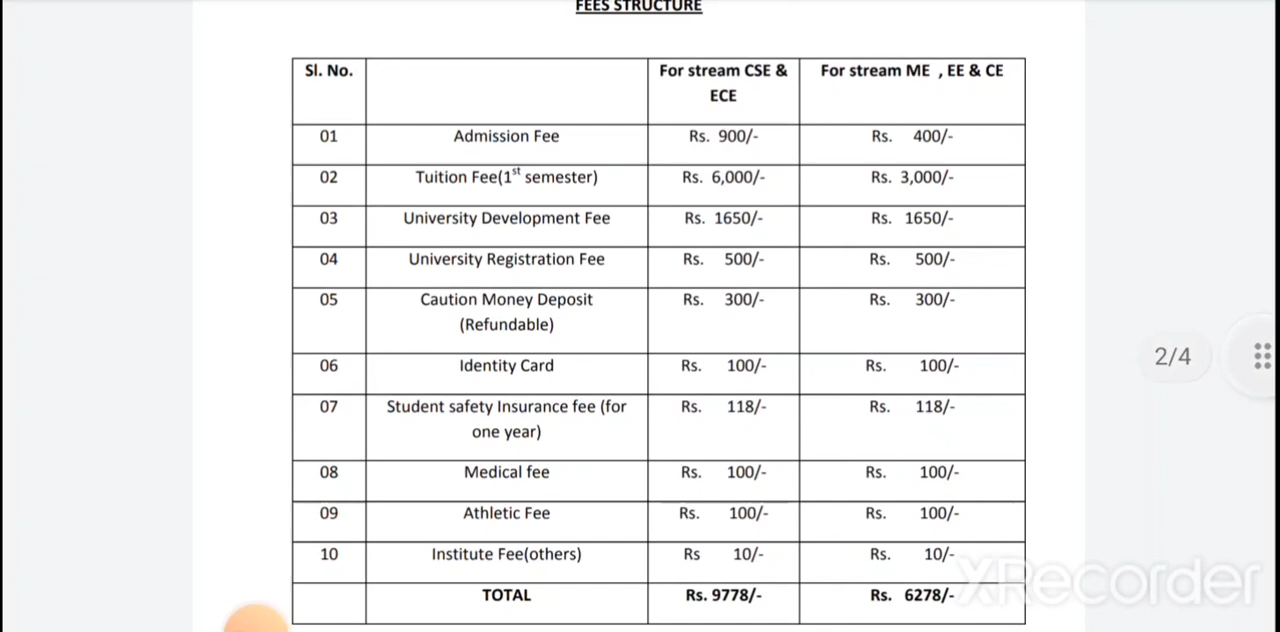 FEES STRUCTURE
Sl. No. For stream CSE & For stream ME , EE & CE
ECE
01 Admission Fee Rs. 900/- Rs. 400/-
02 Tuition Fee(1st semester) Rs. 6,000/- Rs. 3,000/-
03 University Development Fee Rs. 1650/- Rs. 1650/-
04 University Registration Fee Rs. 500/- Rs. 500/-
05 Caution Money Deposit Rs. 300/- Rs. 300/-
(Refundable)
06 Identity Card Rs. 100/- Rs. 100/-
07 Student safety Insurance fee (for Rs. 118/- Rs. 118/-
one year)
08 Medical fee Rs. 100/- Rs. 100/-
09 Athletic Fee Rs. 100/- Rs. 100/-
10 Institute Fee(others) Rs 10/- Rs. 10/-
TOTAL Rs. 9778/- Rs. 6278/-
2/4
XRecorder